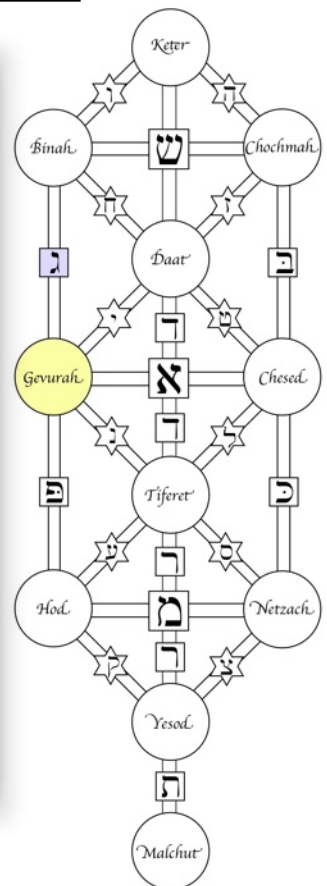 Keter
ו ה
Binah ש Chochmah
ח ז
Daat
ג בּ
י ט
ד
Gevurah א Chesed
נ ד ל
פּ Tiferet כּ
ע ר ס
Hod מ Netzach
ק ר צ
Yesod
ת
Malchut